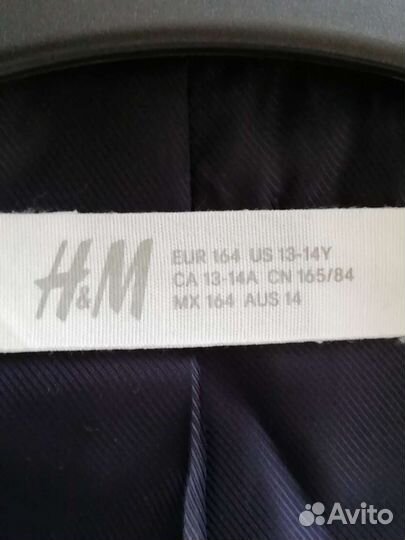 H&M
EUR 164 US 13-14Y
CA 13-14A CN 165/84
MX 164 AUS 14
Avito